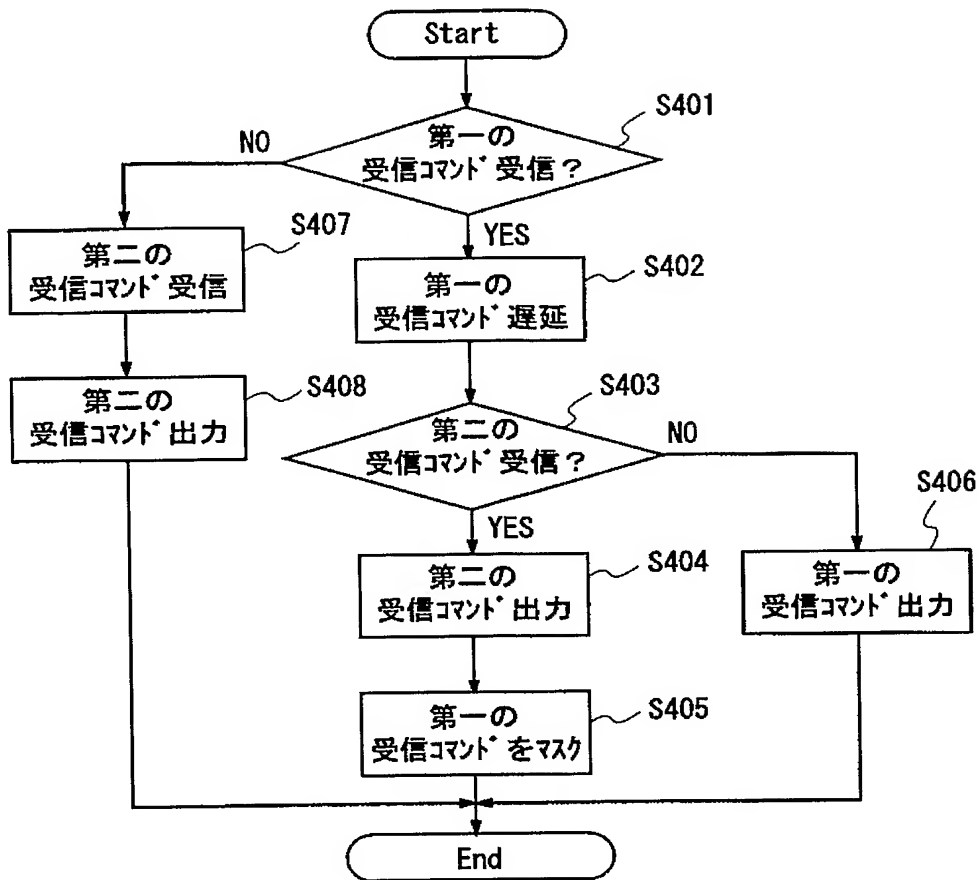 Start
S401
第一の
受信ｺﾏﾝﾄﾞ受信?
NO
YES
S407
第二の
受信ｺﾏﾝﾄﾞ受信
S402
第一の
受信ｺﾏﾝﾄﾞ遅延
S408
第二の
受信ｺﾏﾝﾄﾞ出力
S403
第二の
受信ｺﾏﾝﾄﾞ受信?
NO
YES
S406
第一の
受信ｺﾏﾝﾄﾞ出力
S404
第二の
受信ｺﾏﾝﾄﾞ出力
S405
第一の
受信ｺﾏﾝﾄﾞをﾏｽｸ
End